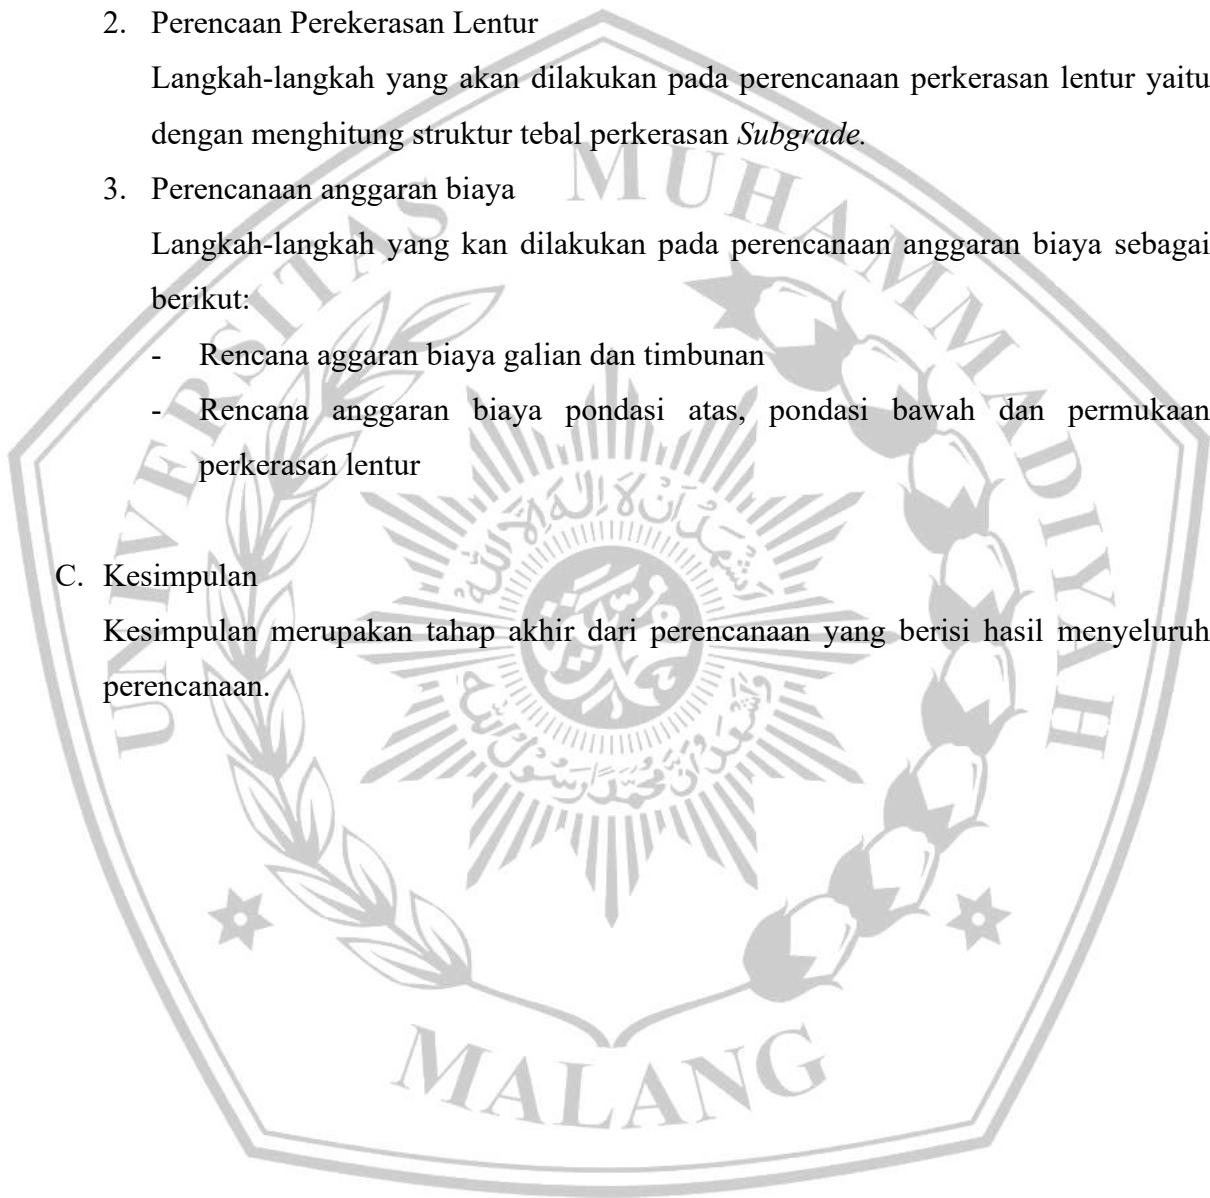 2. Perencaan Perekerasan Lentur
Langkah-langkah yang akan dilakukan pada perencanaan perkerasan lentur yaitu
dengan menghitung struktur tebal perkerasan Subgrade.
3. Perencanaan anggaran biaya
Langkah-langkah yang kan dilakukan pada perencanaan anggaran biaya sebagai
berikut:
- Rencana aggaran biaya galian dan timbunan
- Rencana anggaran biaya pondasi atas, pondasi bawah dan permukaan
perkerasan lentur
C. Kesimpulan
Kesimpulan merupakan tahap akhir dari perencanaan yang berisi hasil menyeluruh
perencanaan.
UNIVERSITAS MUHAMMADIYAH
MALANG